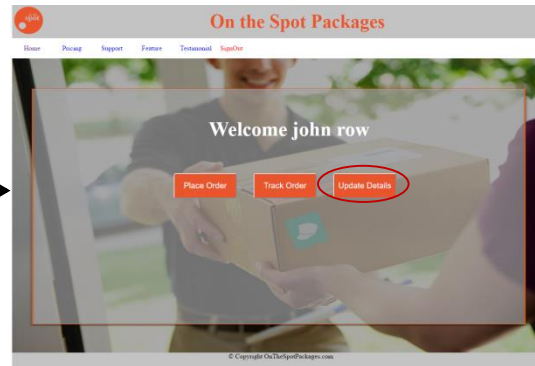 spot
On the Spot Packages
Home Pricing Support Feature Testimonial SignOut
Welcome john row
Place Order Track Order Update Details
© Copyright OnTheSpotPackages.com